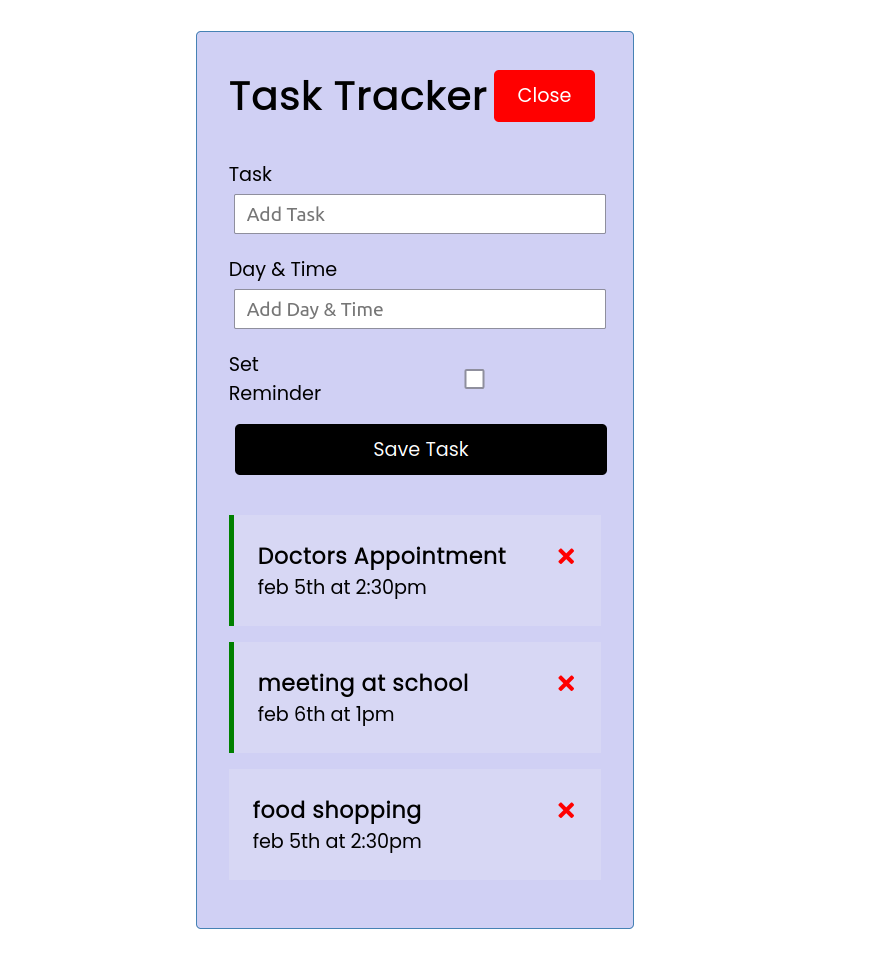 Task Tracker Close
Task
Add Task
Day & Time
Add Day & Time
Set
Reminder
Save Task
Doctors Appointment
feb 5th at 2:30pm
meeting at school
feb 6th at 1pm
food shopping
feb 5th at 2:30pm